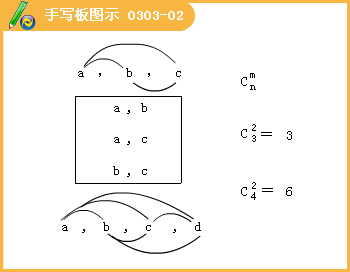 手写板图示 0303-02
a , b , c
a , b
a , c
b , c
a , b , c , d
C_n^m
C_3^2 = 3
C_4^2 = 6